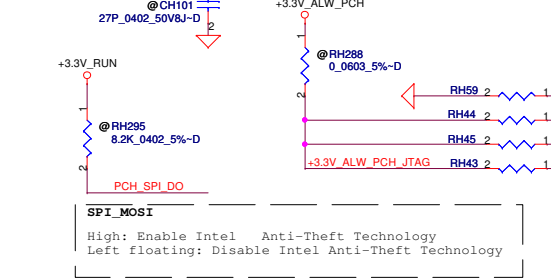 @CH101
27P_0402_50V8J~D
2
+3.3V_ALW_PCH
1
@RH288
0_0603_5%~D
2
+3.3V_RUN
1
@RH295
8.2K_0402_5%~D
2
PCH_SPI_DO
RH59 2 1
RH44 2 1
RH45 2 1
+3.3V_ALW_PCH_JTAG RH43 2 1
SPI_MOSI
High: Enable Intel Anti-Theft Technology
Left floating: Disable Intel Anti-Theft Technology